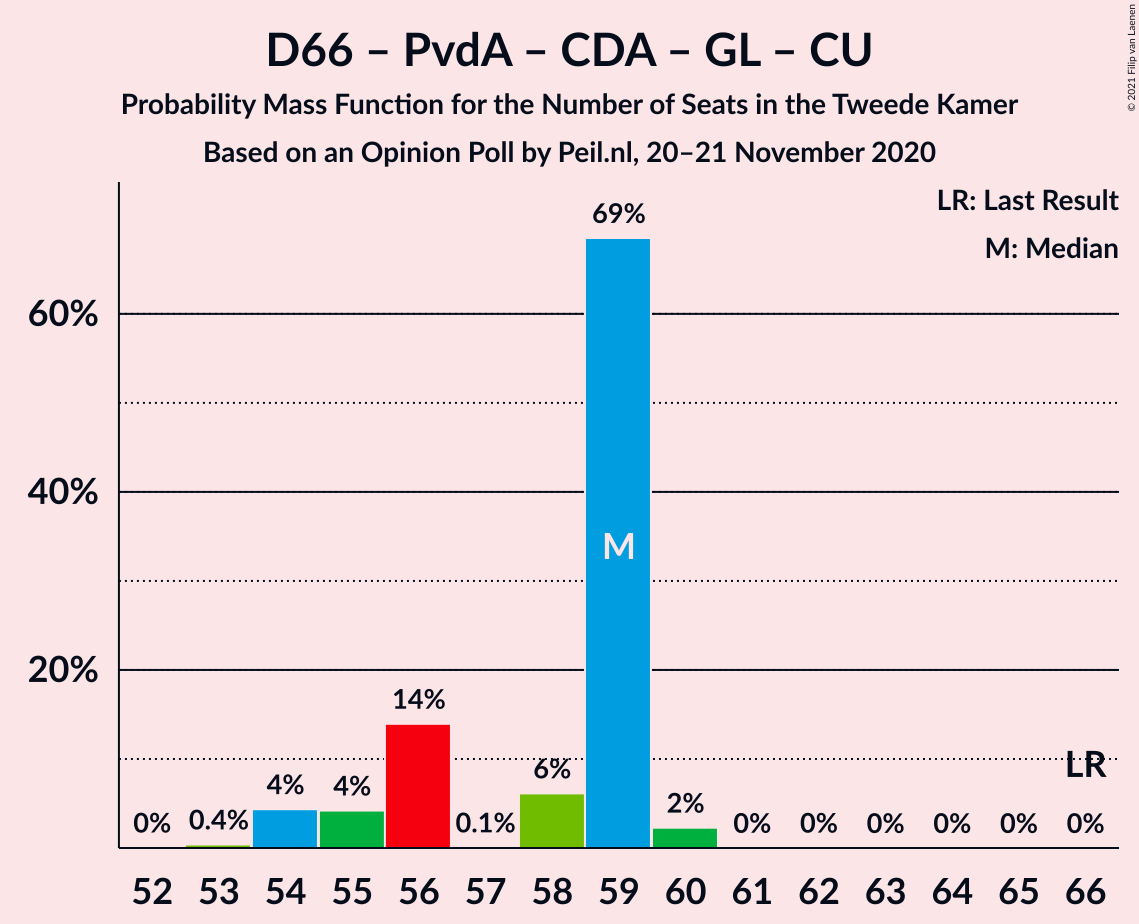 D66 – PvdA – CDA – GL – CU
Probability Mass Function for the Number of Seats in the Tweede Kamer
Based on an Opinion Poll by Peil.nl, 20–21 November 2020
© 2021 Filip van Laenen
LR: Last Result
M: Median
60%
40%
20%
0% 0.4% 4% 4% 14% 0.1% 6% 69% 2% 0% 0% 0% 0% 0% 0%
M
LR
52 53 54 55 56 57 58 59 60 61 62 63 64 65 66